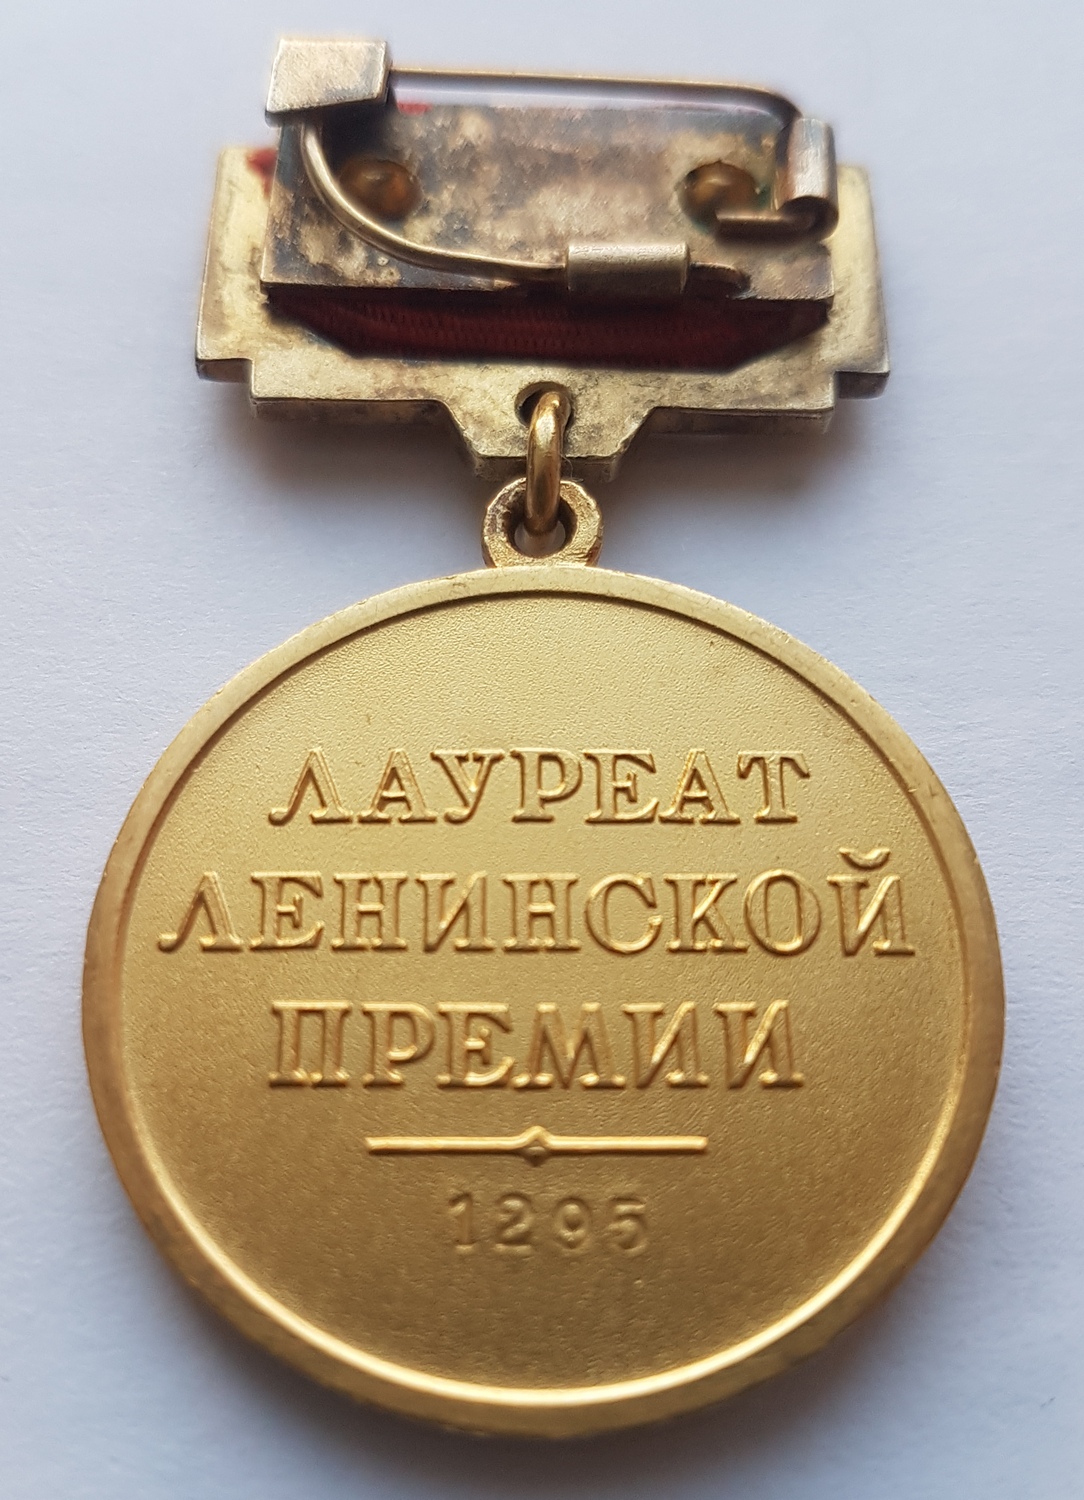 ЛАУРЕАТ
ЛЕНИНСКОЙ
ПРЕМИИ
1295